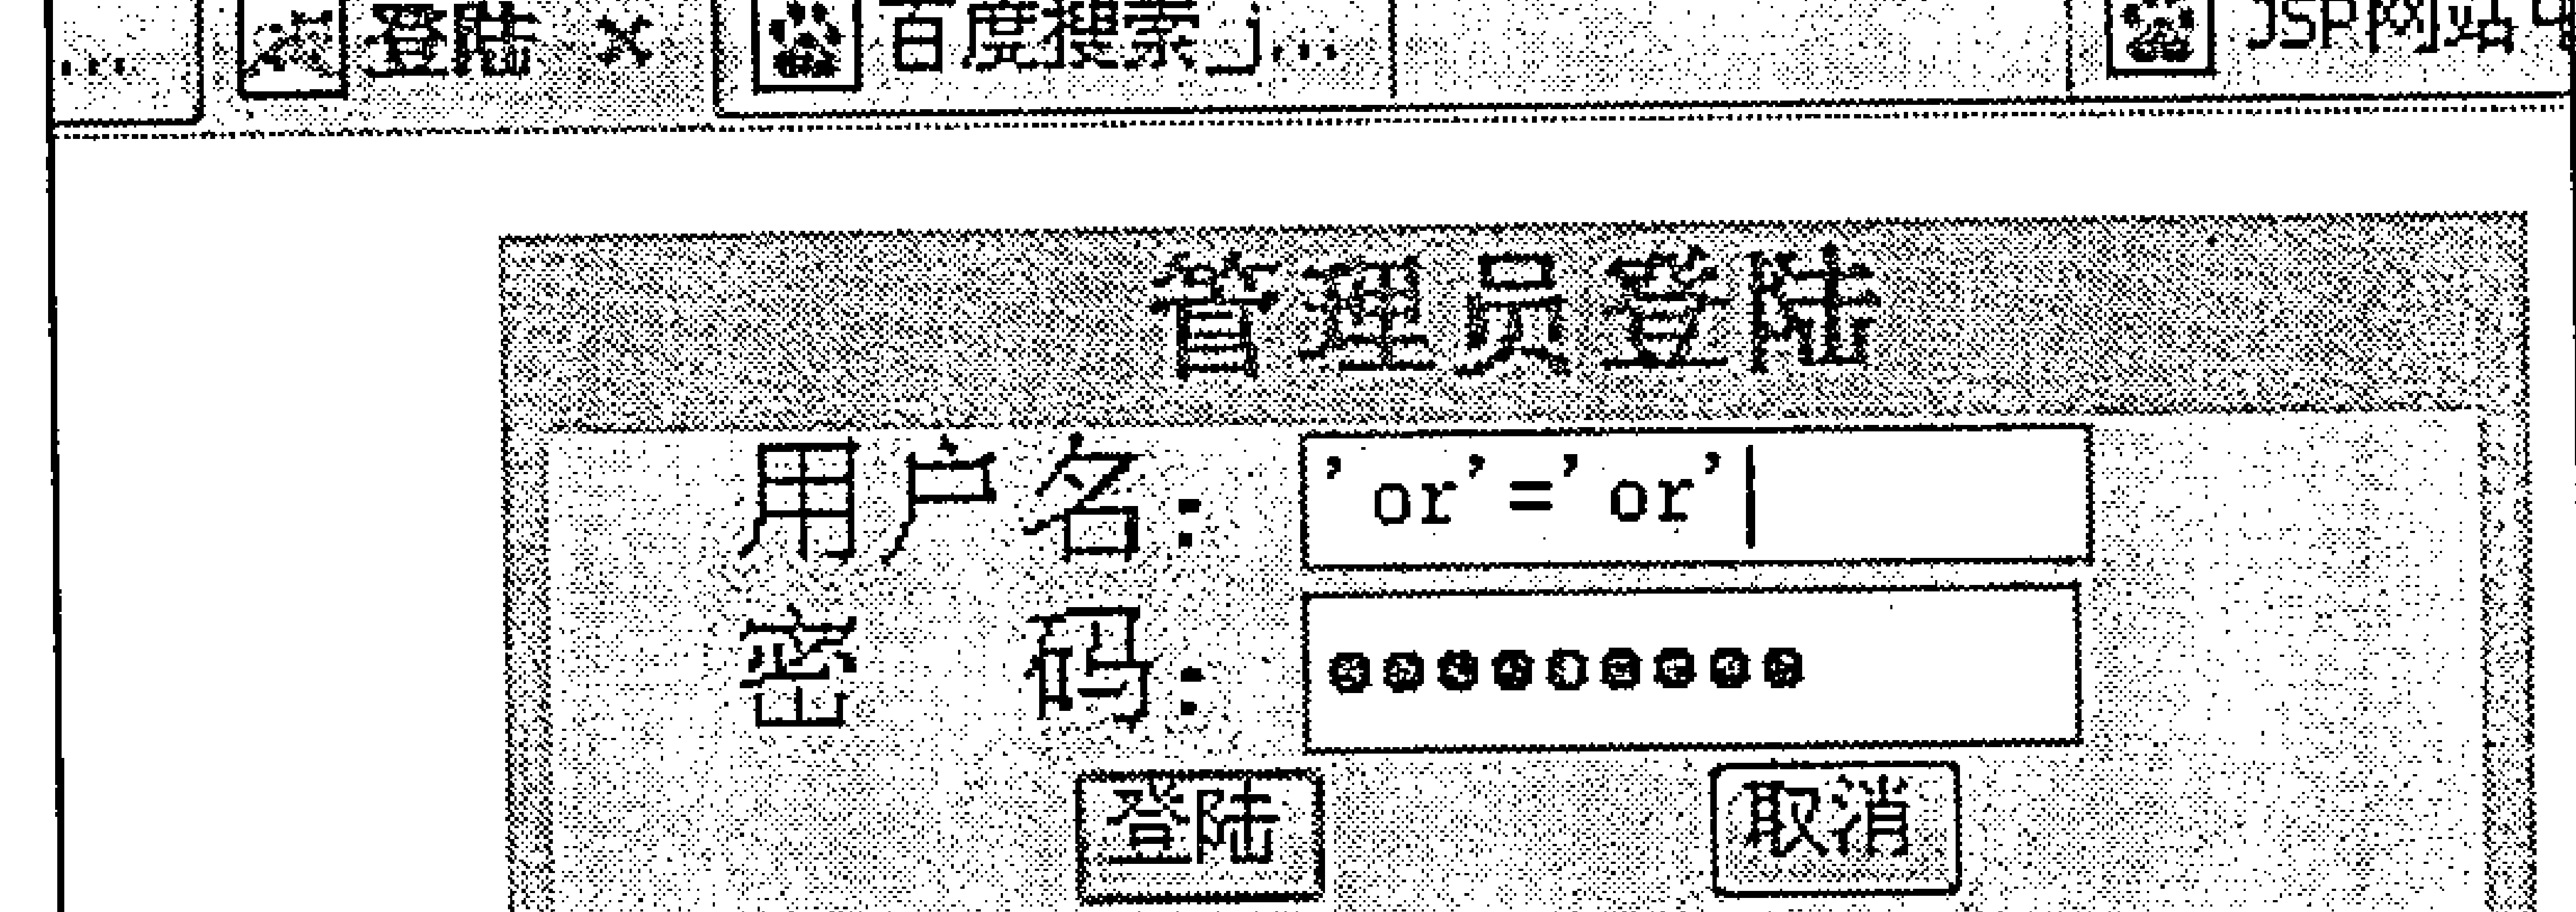 ... 登陆 × 百度搜索_j... JSP网站
管理员登陆
用户名: 'or'='or'
密 码: ●●●●●●●●●
登陆 取消